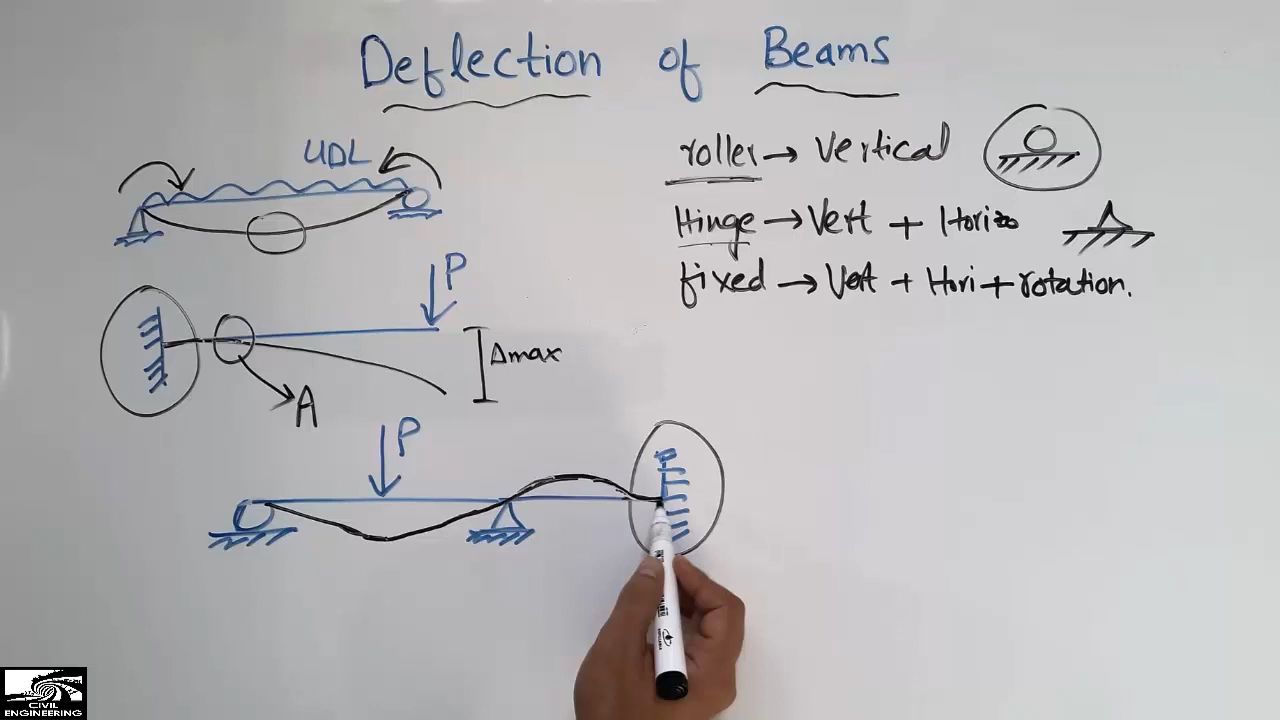 Deflection of Beams
UDL
roller → Vertical
Hinge → Vert + Horizo
fixed → Vert + Hori + rotation.
P
Δmax
A
P
CIVIL
ENGINEERING